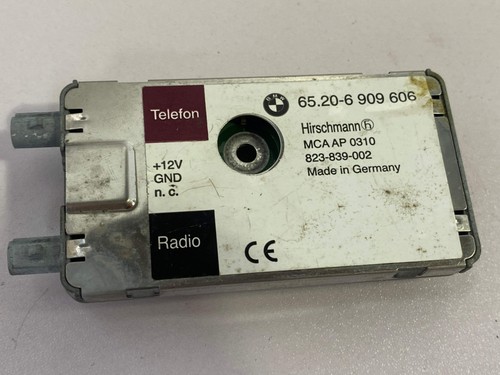 Telefon
BMW
65.20-6 909 606
Hirschmann h
MCA AP 0310
823-839-002
Made in Germany
+12V
GND
n. c.
Radio
CE